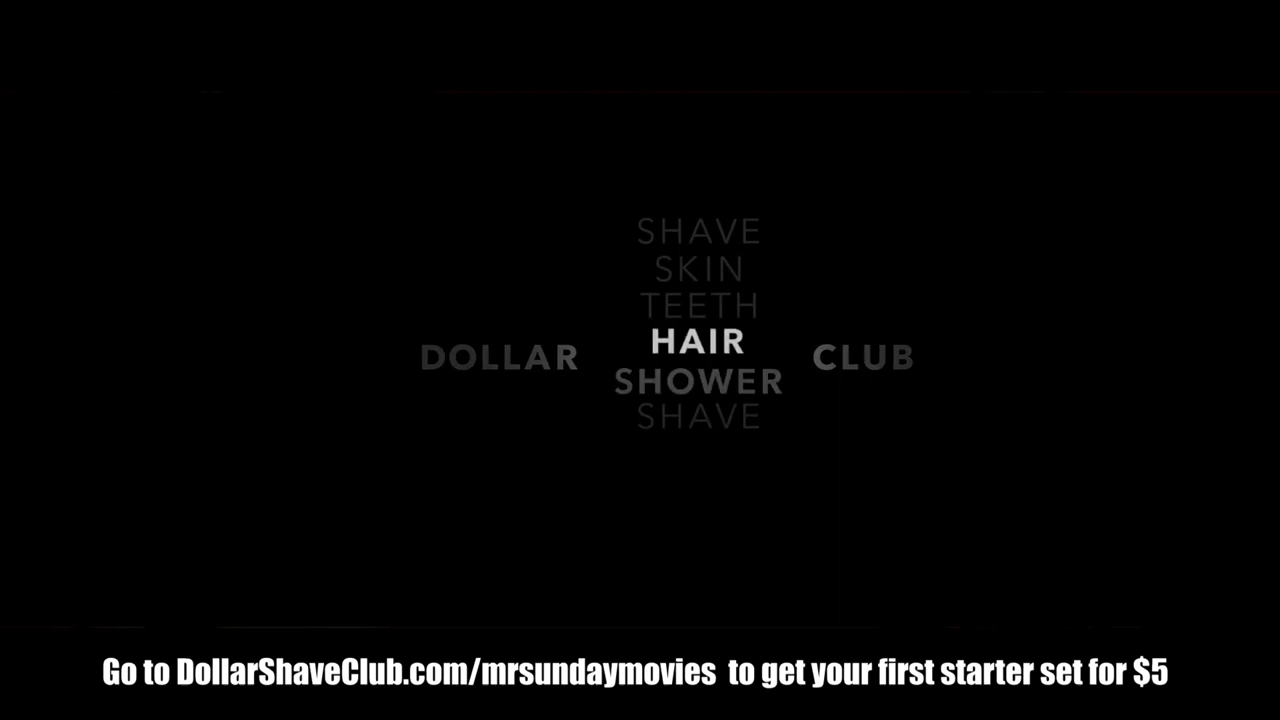 SHAVE
SKIN
TEETH
HAIR
DOLLAR CLUB
SHOWER
SHAVE
Go to DollarShaveClub.com/mrsundaymovies to get your first starter set for $5